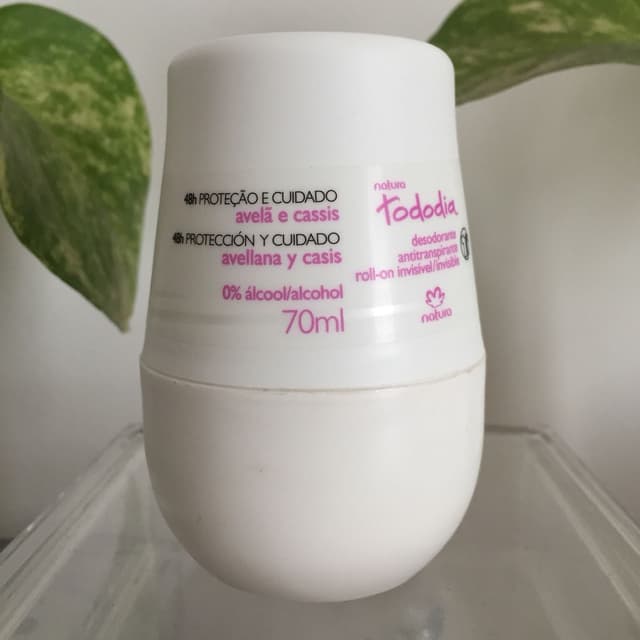 48h PROTEÇÃO E CUIDADO
avelã e cassis
48h PROTECCIÓN Y CUIDADO
avellana y casis
0% álcool/alcohol
70ml
natura
Tododia
desodorante
antitranspirante
roll-on invisível/invisible
natura